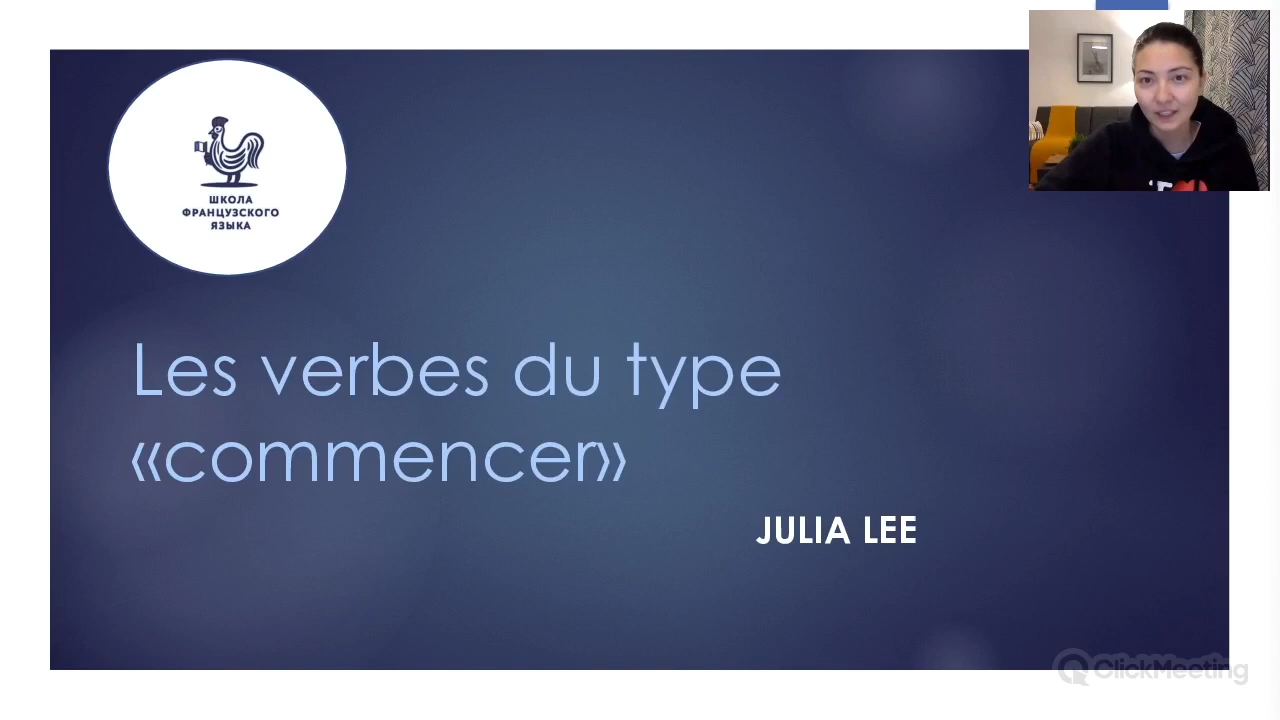 ШКОЛА
ФРАНЦУЗСКОГО
ЯЗЫКА
Les verbes du type
«commencer»
JULIA LEE
ClickMeeting